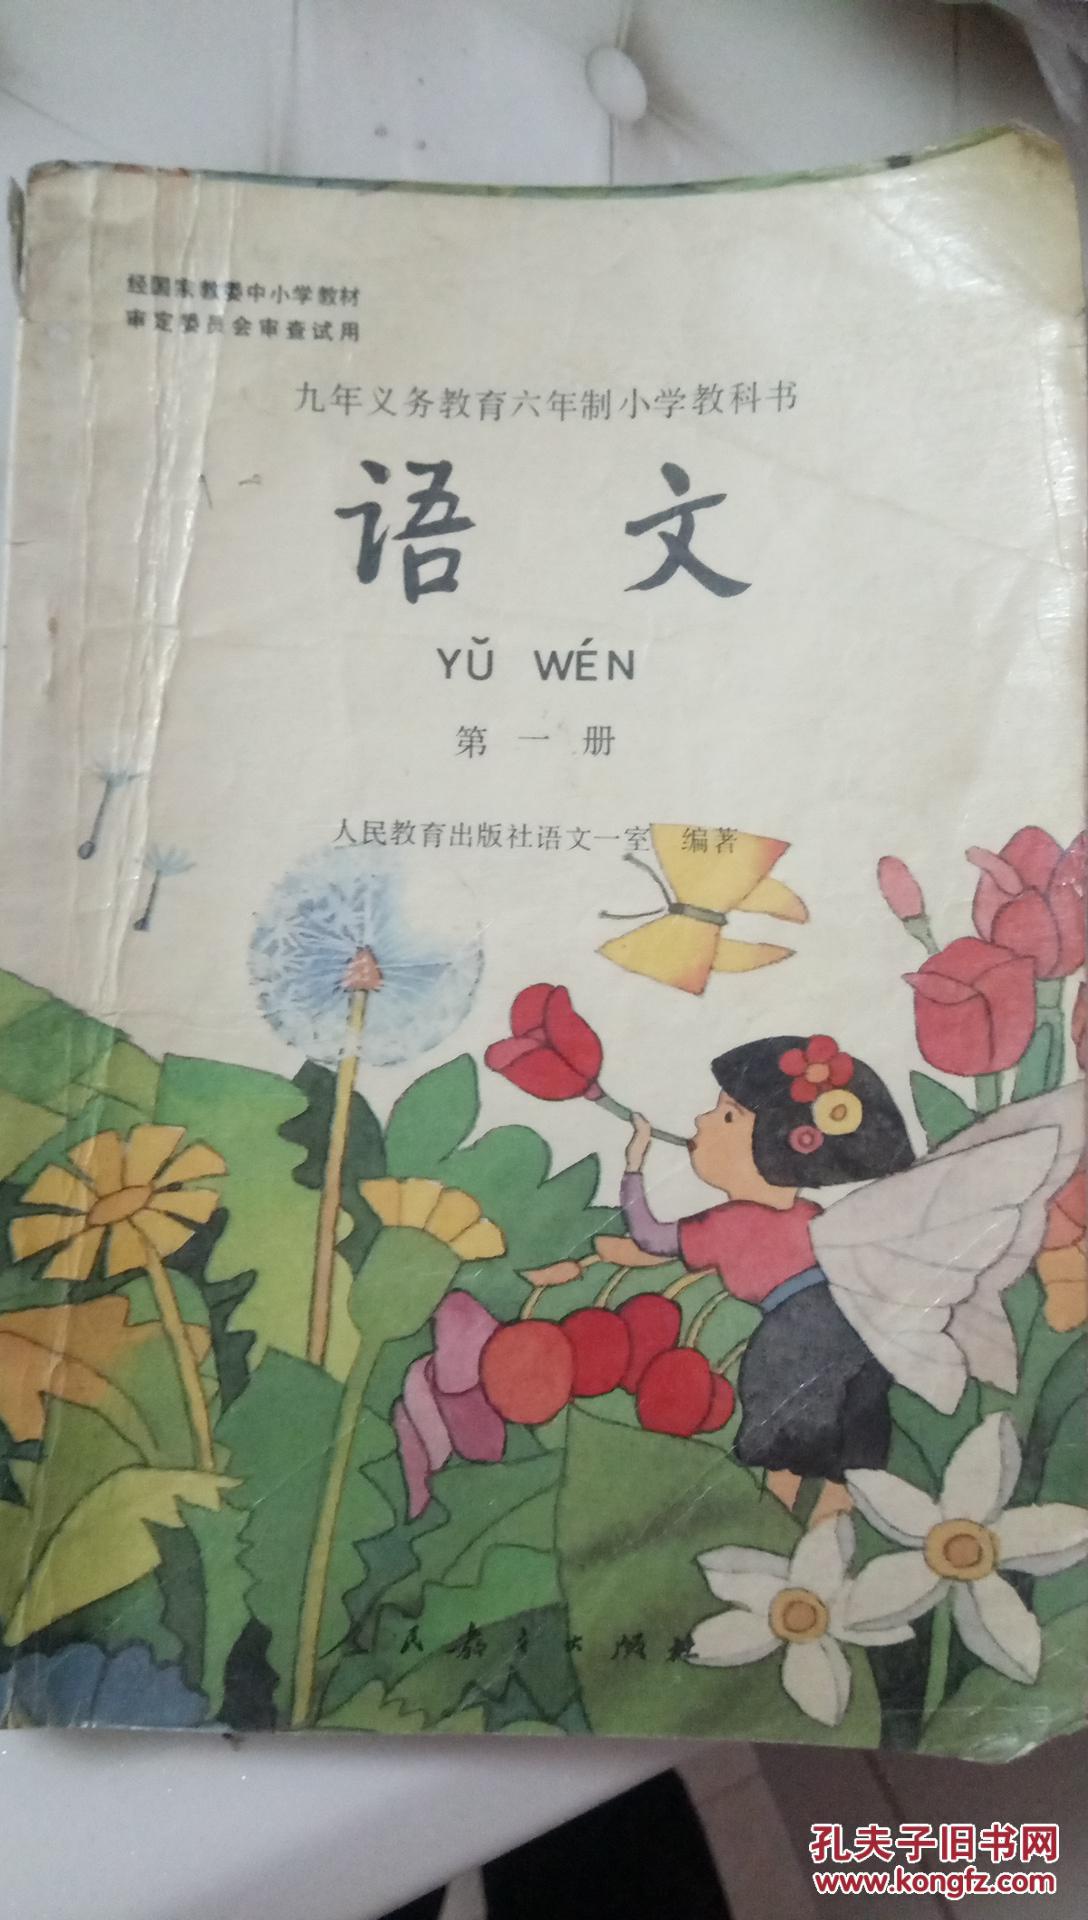 经国家教委中小学教材
审定委员会审查试用
九年义务教育六年制小学教科书
语 文
YǓ WÉN
第一册
人民教育出版社语文一室 编著
人民教育出版社
孔夫子旧书网
www.kongfz.com